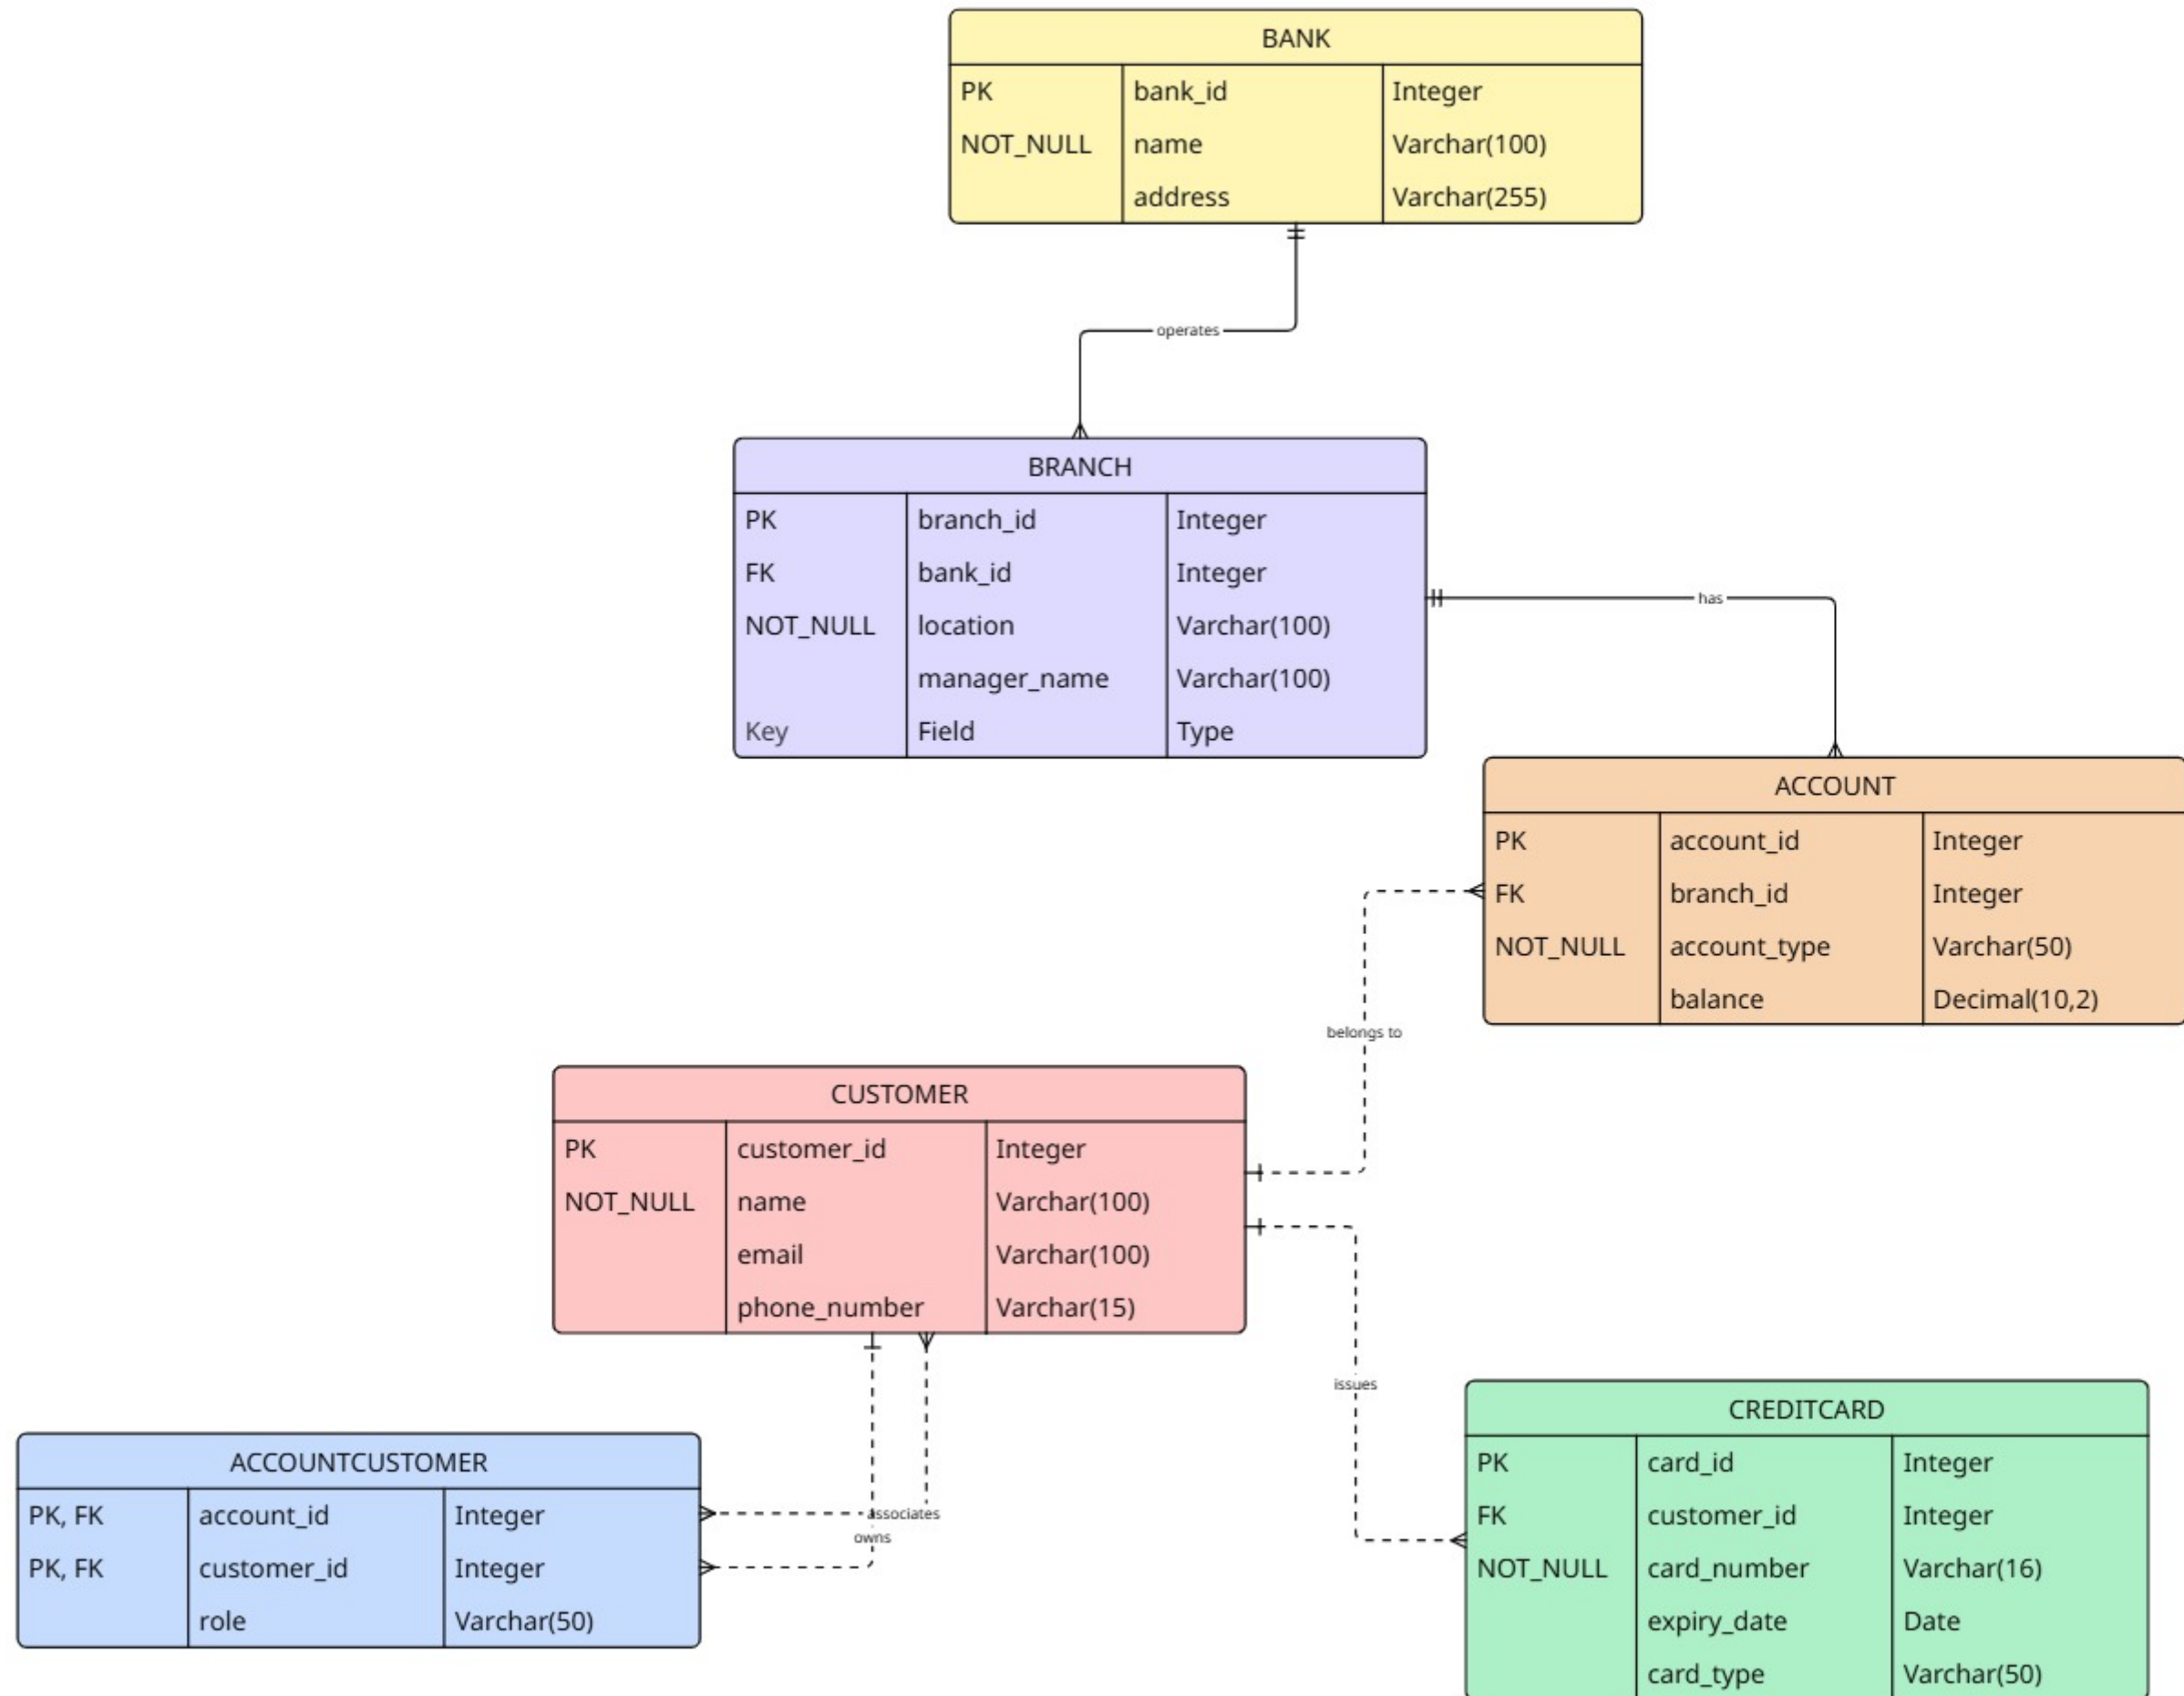 BANK
PK bank_id Integer
NOT_NULL name Varchar(100)
address Varchar(255)
operates
BRANCH
PK branch_id Integer
FK bank_id Integer
NOT_NULL location Varchar(100)
manager_name Varchar(100)
Key Field Type
has
ACCOUNT
PK account_id Integer
FK branch_id Integer
NOT_NULL account_type Varchar(50)
balance Decimal(10,2)
belongs to
CUSTOMER
PK customer_id Integer
NOT_NULL name Varchar(100)
email Varchar(100)
phone_number Varchar(15)
issues
CREDITCARD
PK card_id Integer
FK customer_id Integer
NOT_NULL card_number Varchar(16)
expiry_date Date
card_type Varchar(50)
ACCOUNTCUSTOMER
PK, FK account_id Integer
PK, FK customer_id Integer
role Varchar(50)
associates
owns